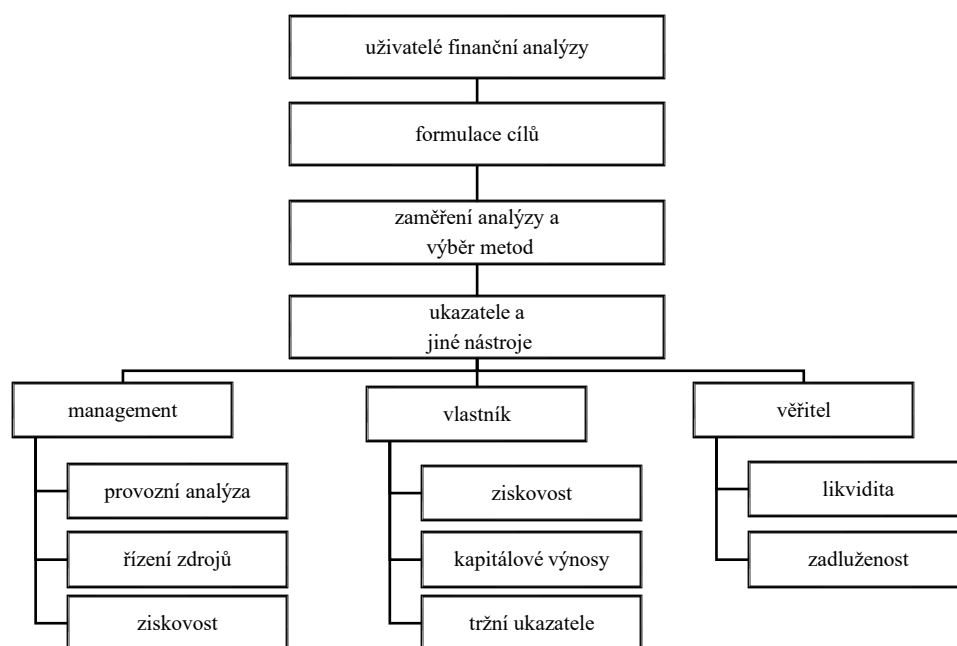 uživatelé finanční analýzy
formulace cílů
zaměření analýzy a
výběr metod
ukazatele a
jiné nástroje
management
provozní analýza
řízení zdrojů
ziskovost
vlastník
ziskovost
kapitálové výnosy
tržní ukazatele
věřitel
likvidita
zadluženost